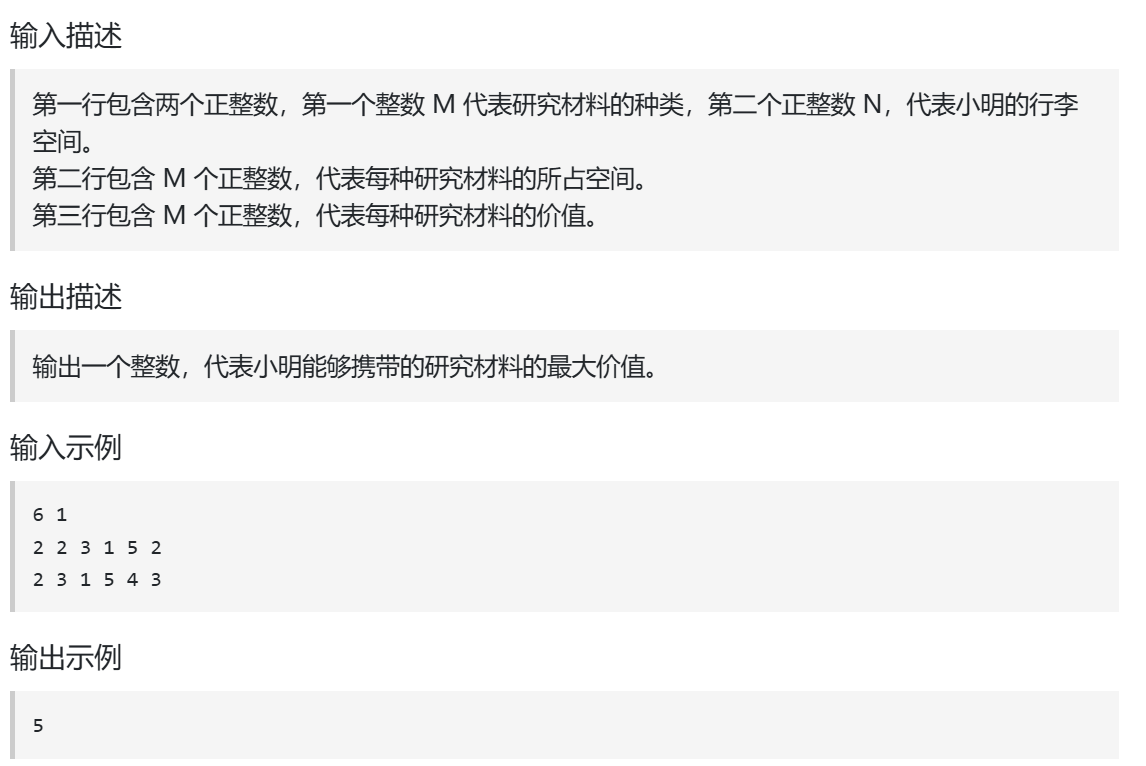 输入描述
第一行包含两个正整数，第一个整数 M 代表研究材料的种类，第二个正整数 N，代表小明的行李
空间。
第二行包含 M 个正整数，代表每种研究材料的所占空间。
第三行包含 M 个正整数，代表每种研究材料的价值。
输出描述
输出一个整数，代表小明能够携带的研究材料的最大价值。
输入示例
6 1
2 2 3 1 5 2
2 3 1 5 4 3
输出示例
5